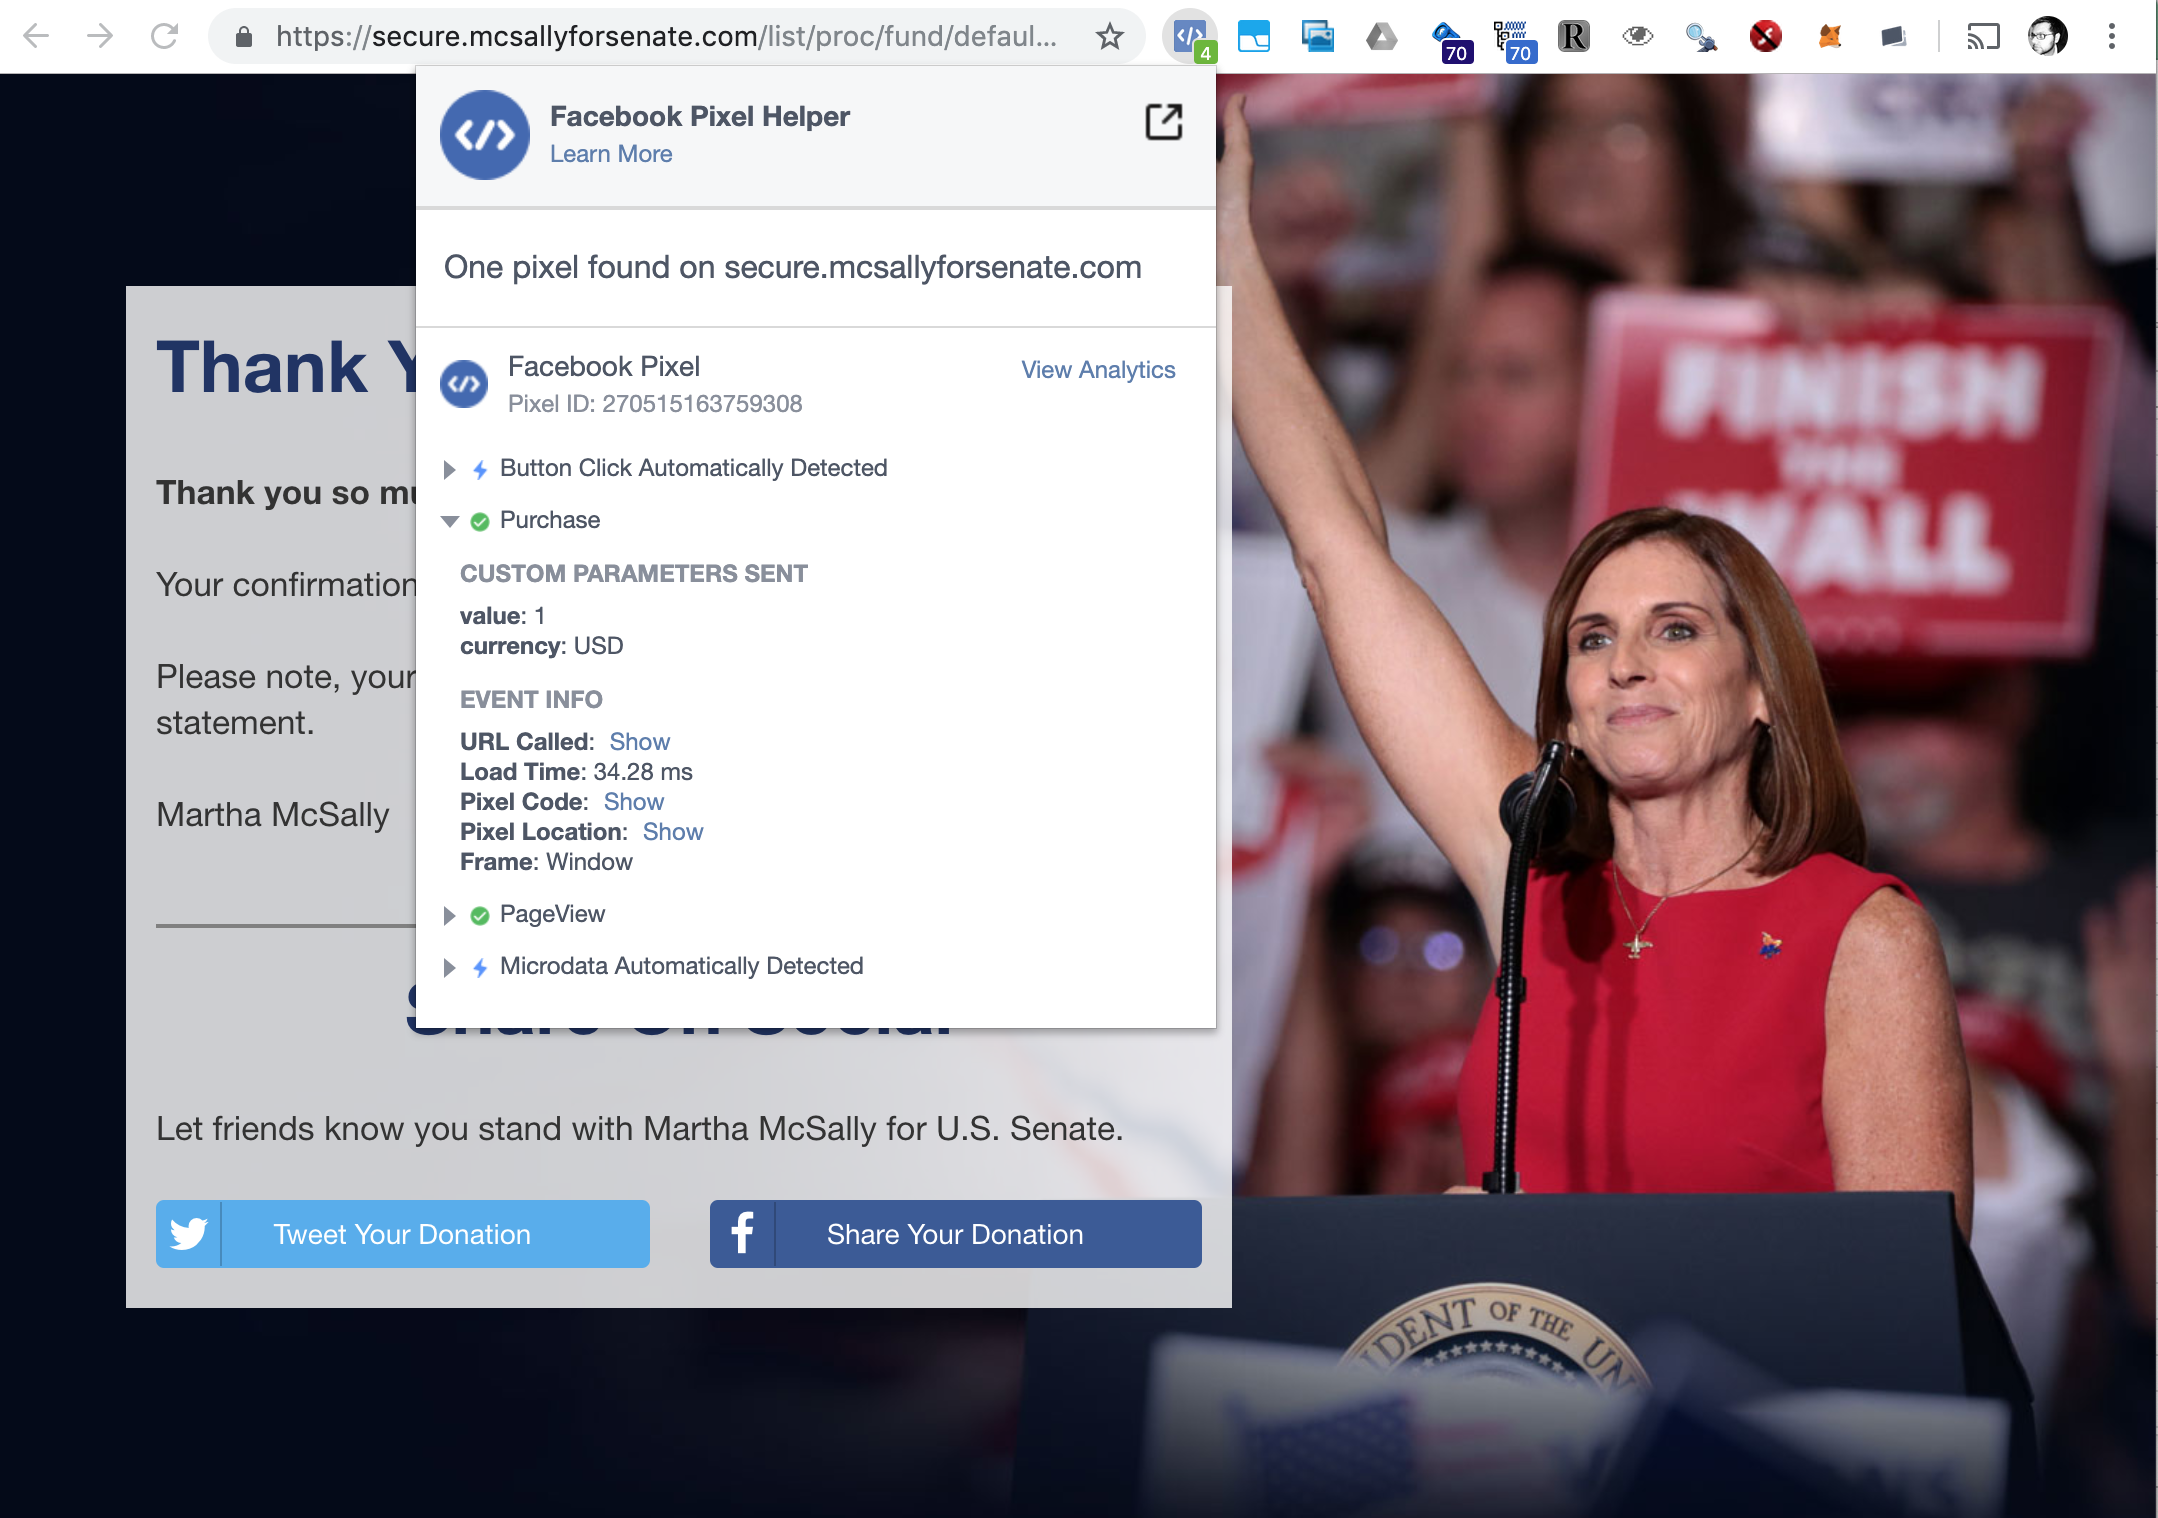 https://secure.mcsallyforsenate.com/list/proc/fund/defaul...
4
70
70
R
Facebook Pixel Helper
Learn More
One pixel found on secure.mcsallyforsenate.com
Facebook Pixel
View Analytics
Pixel ID: 270515163759308
Button Click Automatically Detected
Purchase
CUSTOM PARAMETERS SENT
value: 1
currency: USD
EVENT INFO
URL Called: Show
Load Time: 34.28 ms
Pixel Code: Show
Pixel Location: Show
Frame: Window
PageView
Microdata Automatically Detected
Thank Y
Thank you so mu
Your confirmation
Please note, your
statement.
Martha McSally
Share On Social
Let friends know you stand with Martha McSally for U.S. Senate.
Tweet Your Donation
Share Your Donation
FINISH
THE
WALL
IDENT OF THE UN